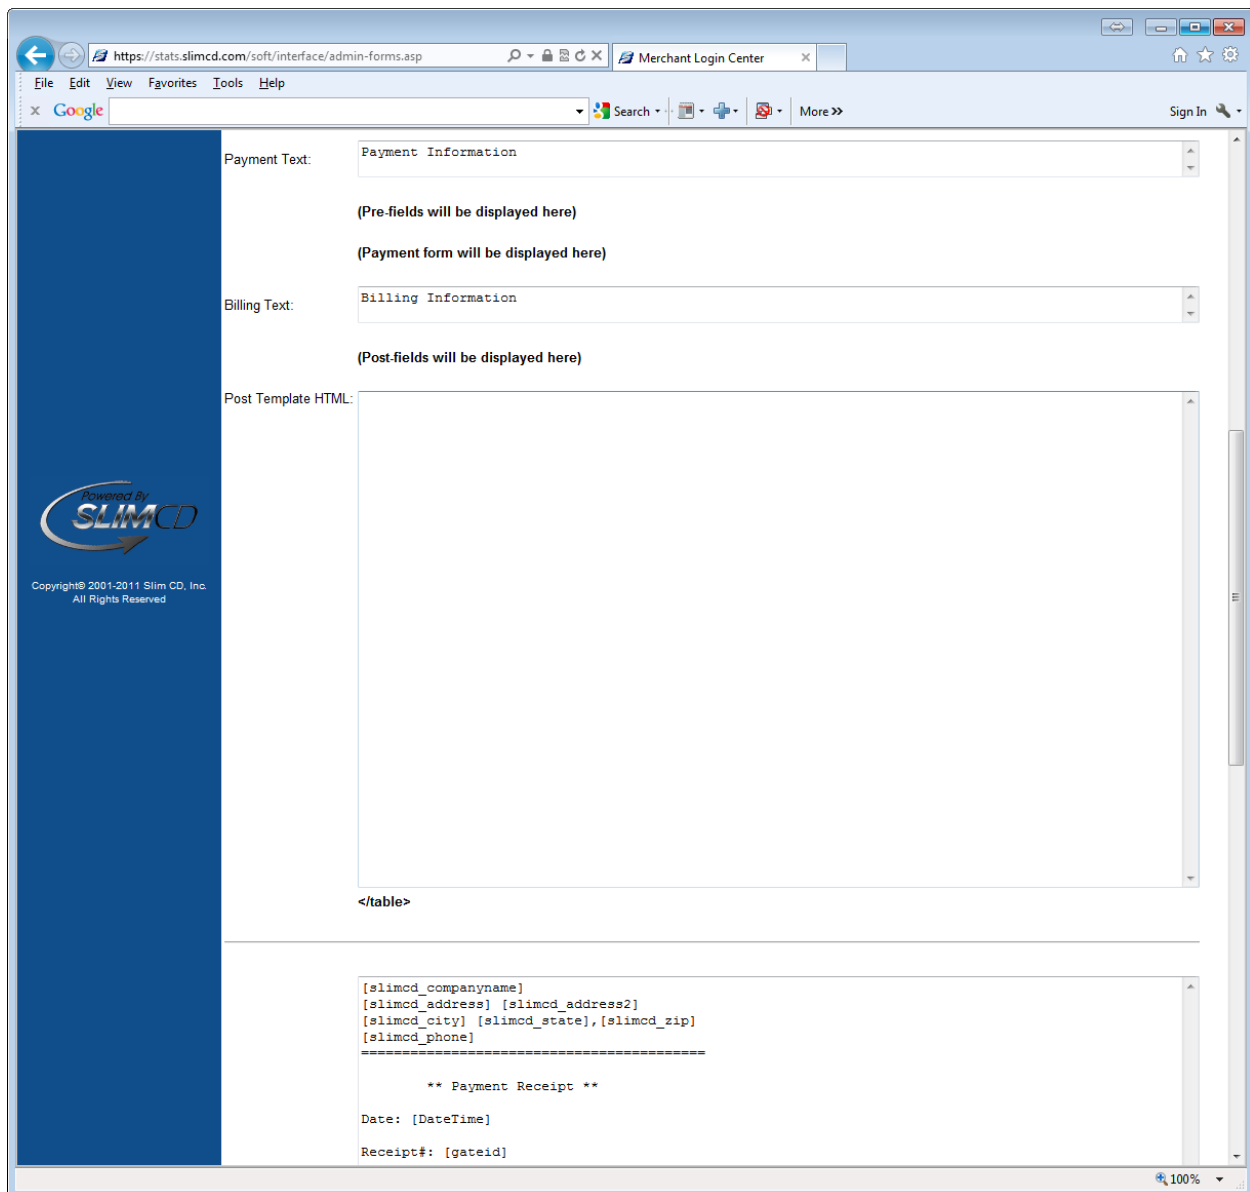 https://stats.slimcd.com/soft/interface/admin-forms.asp
Merchant Login Center
File Edit View Favorites Tools Help
x Google Search More >> Sign In
Payment Text:
Payment Information
(Pre-fields will be displayed here)
(Payment form will be displayed here)
Billing Text:
Billing Information
(Post-fields will be displayed here)
Post Template HTML:
Powered By
SLIMCD
Copyright© 2001-2011 Slim CD, Inc.
All Rights Reserved
</table>
[slimcd_companyname]
[slimcd_address] [slimcd_address2]
[slimcd_city] [slimcd_state],[slimcd_zip]
[slimcd_phone]
==========================================
** Payment Receipt **
Date: [DateTime]
Receipt#: [gateid]
100%